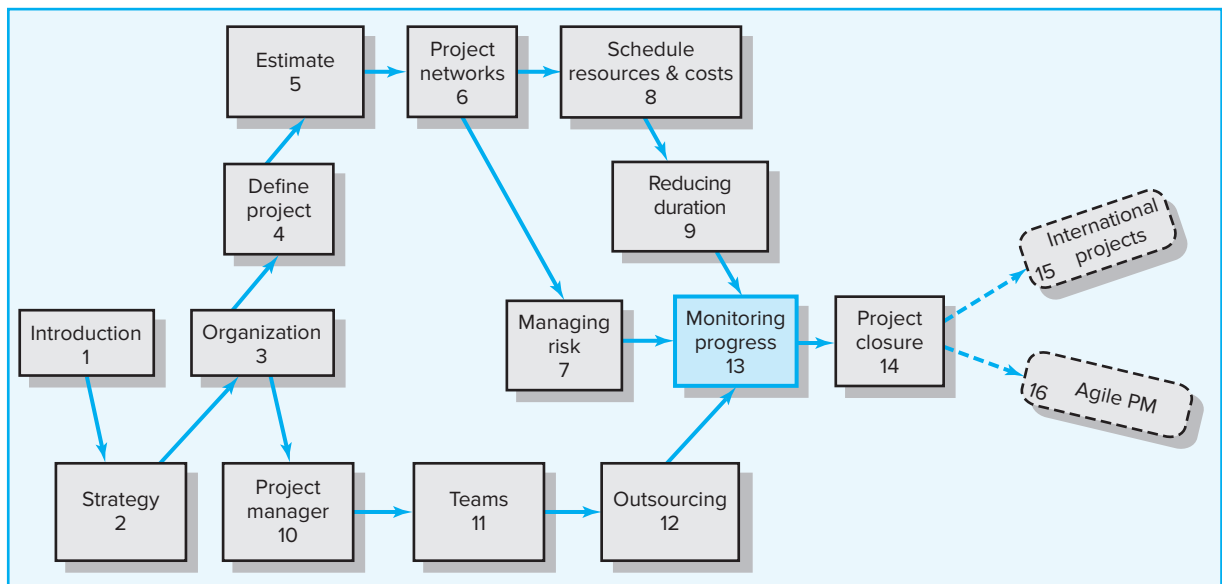 Estimate
5
Project
networks
6
Schedule
resources & costs
8
Define
project
4
Reducing
duration
9
International
projects
15
Introduction
1
Organization
3
Managing
risk
7
Monitoring
progress
13
Project
closure
14
16 Agile PM
Strategy
2
Project
manager
10
Teams
11
Outsourcing
12